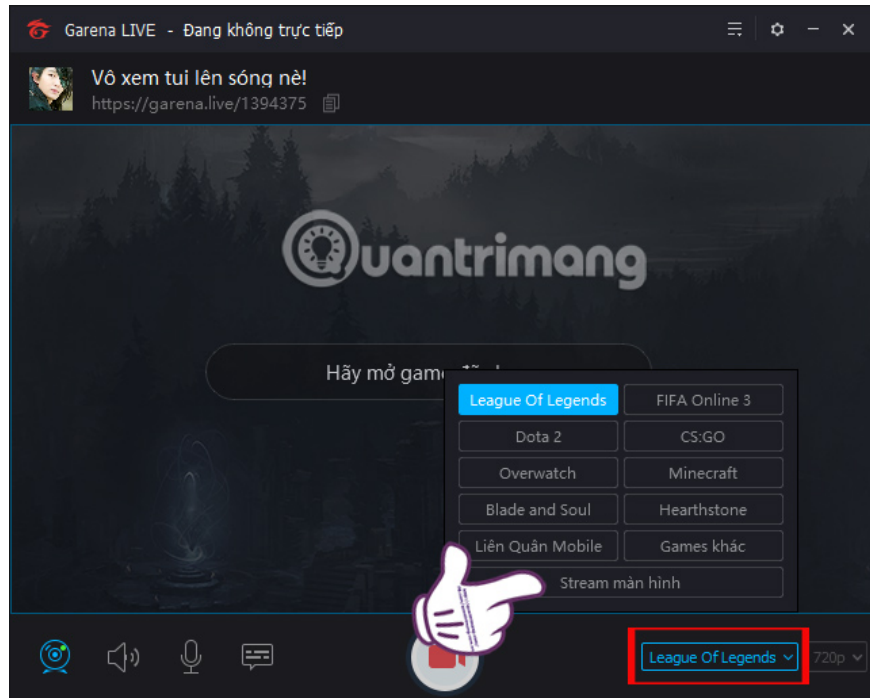 Garena LIVE - Đang không trực tiếp
Vô xem tui lên sóng nè!
https://garena.live/1394375
Quantrimang
Hãy mở game
League Of Legends
FIFA Online 3
Dota 2
CS:GO
Overwatch
Minecraft
Blade and Soul
Hearthstone
Liên Quân Mobile
Games khác
Stream màn hình
League Of Legends
720p